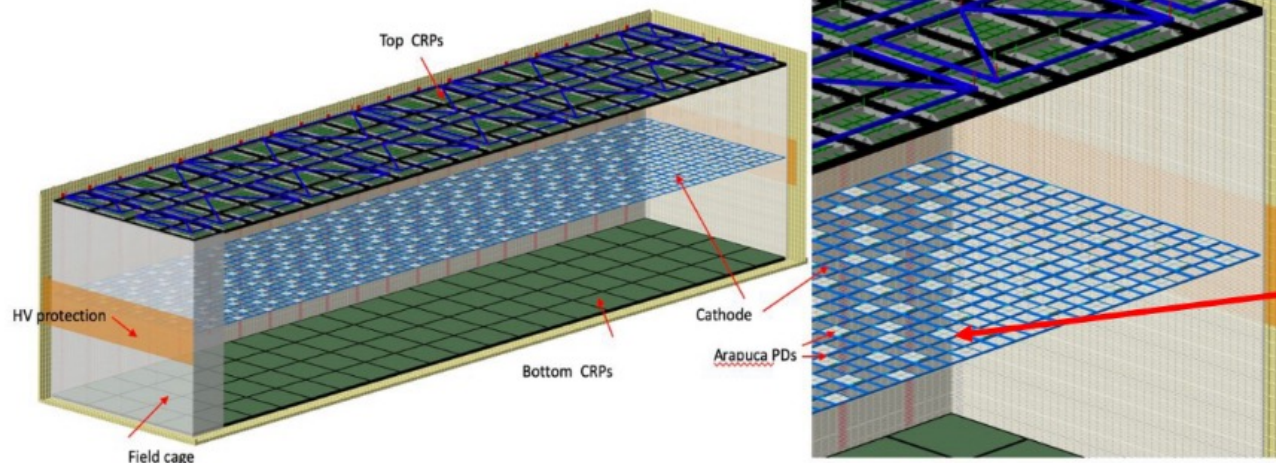 Top CRPs
HV protection
Cathode
Arapuca PDs
Bottom CRPs
Field cage